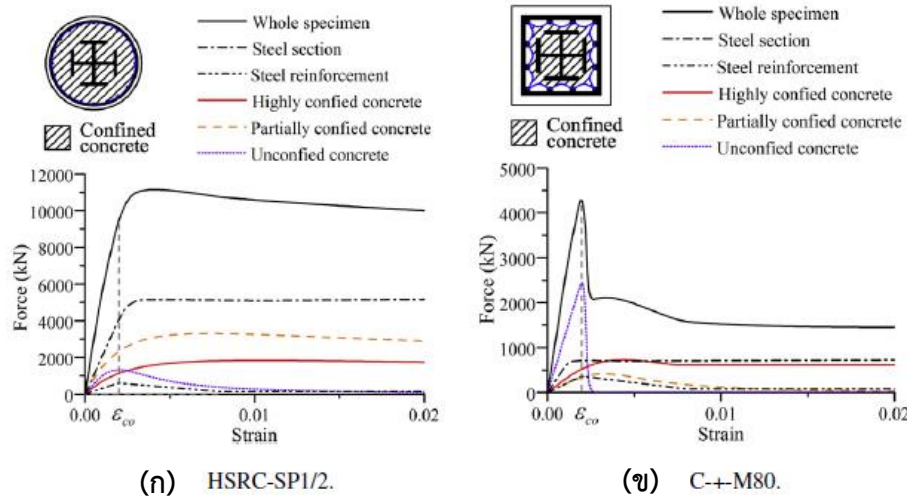 Whole specimen
Steel section
Steel reinforcement
Highly confied concrete
Partially confied concrete
Unconfied concrete
Confined
concrete
12000
10000
8000
6000
4000
2000
0
Force (kN)
0.00
εco
0.01
0.02
Strain
(ก) HSRC-SP1/2.
Whole specimen
Steel section
Steel reinforcement
Highly confied concrete
Partially confied concrete
Unconfied concrete
Confined
concrete
5000
4000
3000
2000
1000
0
Force (kN)
0.00
εco
0.01
0.02
Strain
(ข) C-+-M80.